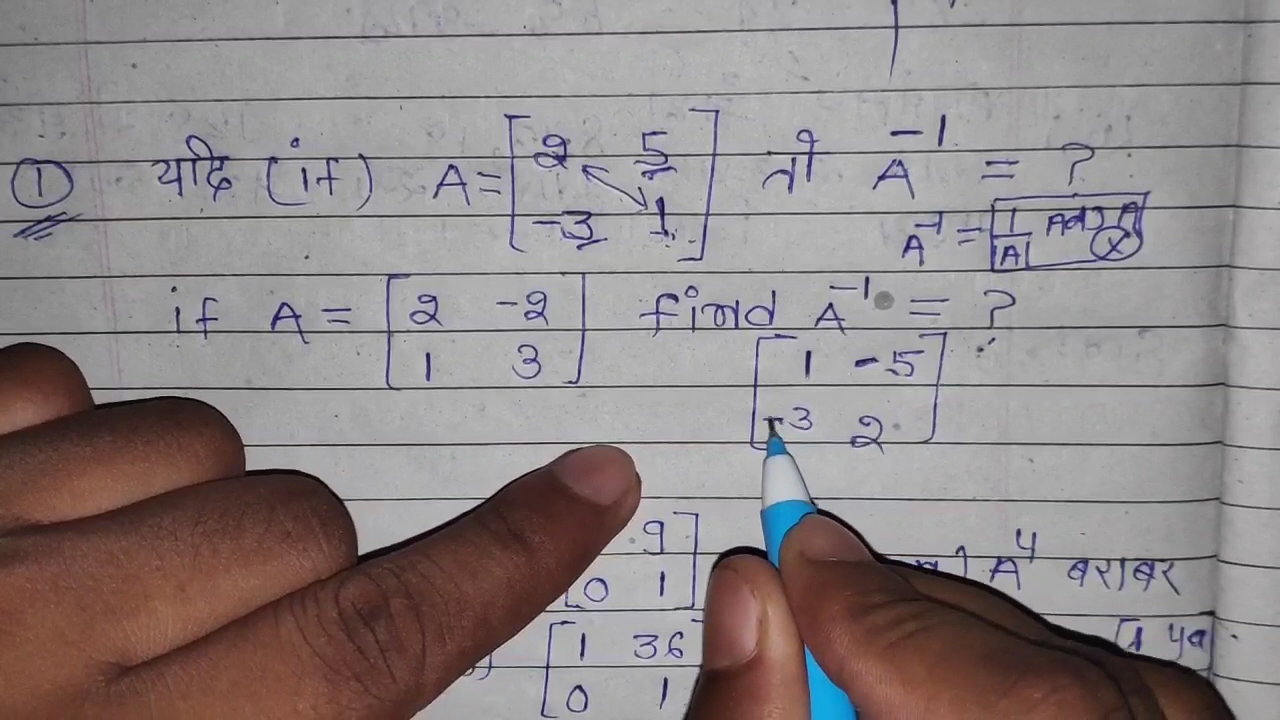 ① यदि (if) A = [ 2 5 तो A⁻¹ = ?
-3 1 ]
A⁻¹ = 1/|A| Adj A
if A = [ 2 -2 find A⁻¹ = ?
1 3 ]
[ 1 -5
-3 2 ]
9 ]
[ 0 1 ] A⁴ बराबर
[ 1 36
0 1